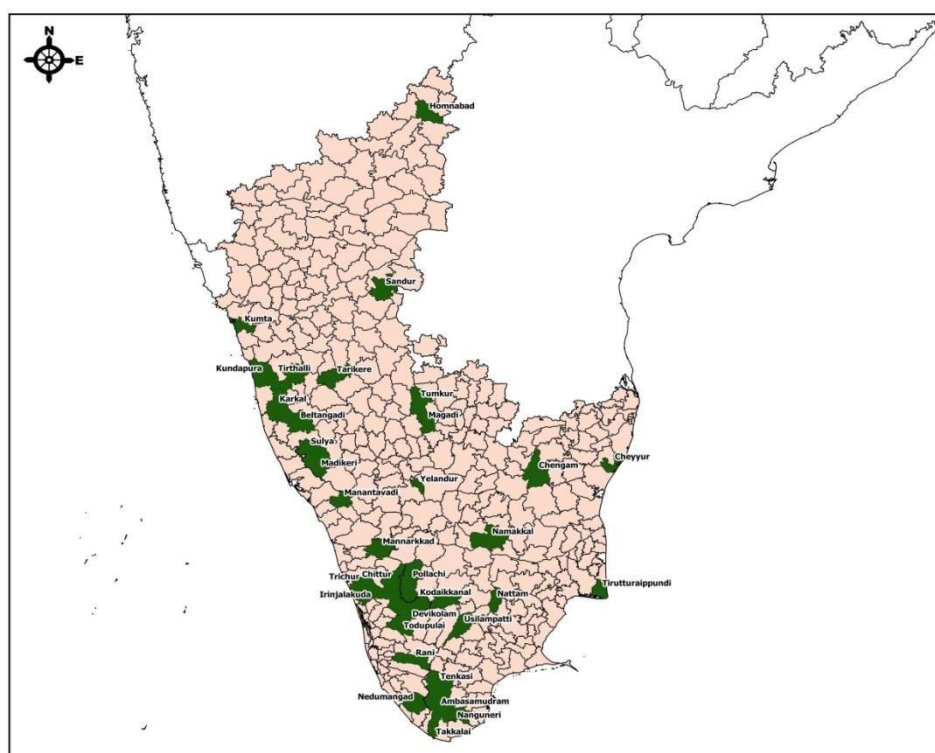 N
E
Homnabad
Sandur
Kumta
Kundapura
Tirthalli
Tarikere
Karkal
Tumkur
Beltangadi
Magadi
Sulya
Cheyyur
Madikeri
Chengam
Yelandur
Manantavadi
Namakkal
Mannarkkad
Pollachi
Trichur
Chittur
Tirutturaippundi
Irinjalakuda
Kodaikkanal
Nattam
Devikolam
Usilampatti
Todupulai
Rani
Tenkasi
Nedumangad
Ambasamudram
Nanguneri
Takkalai